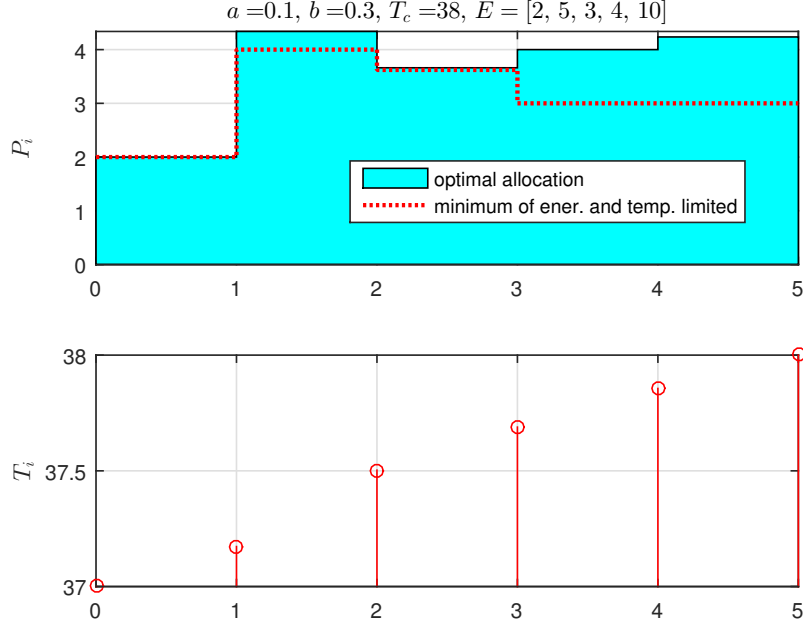 a =0.1, b =0.3, T_c =38, E = [2, 5, 3, 4, 10]
4
3
2
1
0
P_i
optimal allocation
minimum of ener. and temp. limited
0 1 2 3 4 5
38
37.5
37
T_i
0 1 2 3 4 5